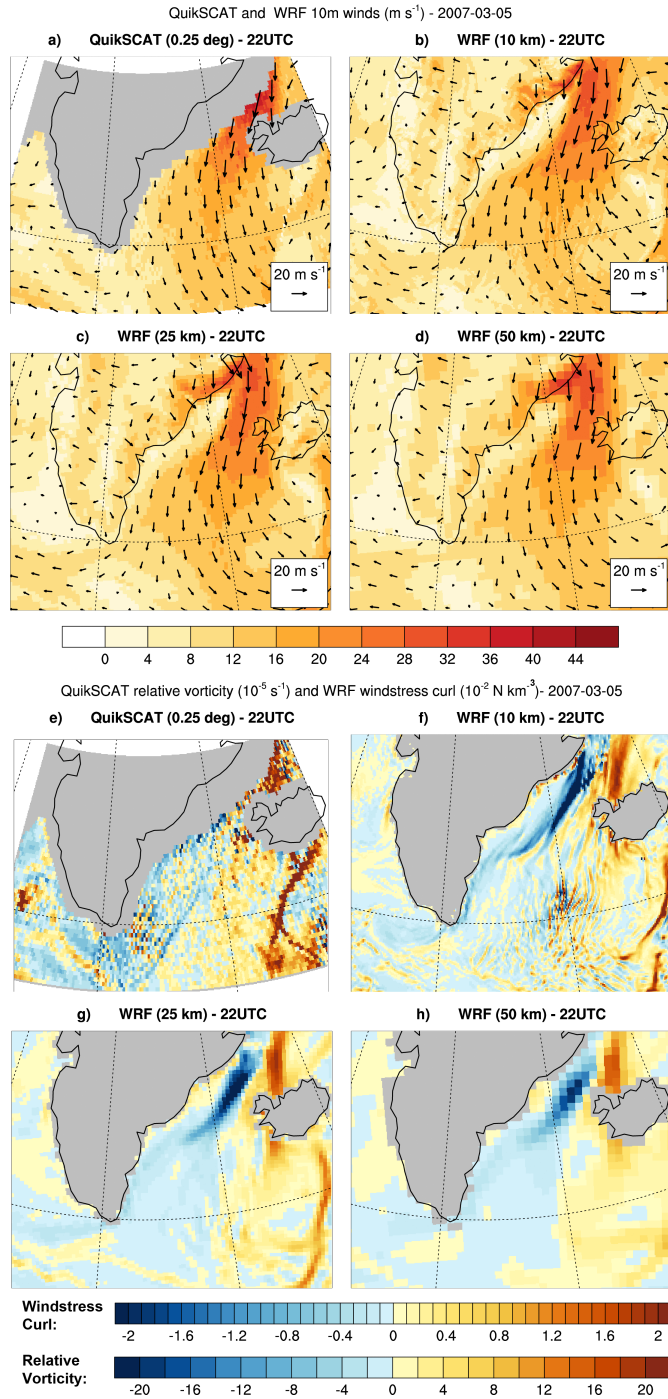 QuikSCAT and WRF 10m winds (m s⁻¹) - 2007-03-05
a) QuikSCAT (0.25 deg) - 22UTC
b) WRF (10 km) - 22UTC
20 m s⁻¹
20 m s⁻¹
c) WRF (25 km) - 22UTC
d) WRF (50 km) - 22UTC
20 m s⁻¹
20 m s⁻¹
0 4 8 12 16 20 24 28 32 36 40 44
QuikSCAT relative vorticity (10⁻⁵ s⁻¹) and WRF windstress curl (10⁻² N km⁻³)- 2007-03-05
e) QuikSCAT (0.25 deg) - 22UTC
f) WRF (10 km) - 22UTC
g) WRF (25 km) - 22UTC
h) WRF (50 km) - 22UTC
Windstress
Curl:
-2 -1.6 -1.2 -0.8 -0.4 0 0.4 0.8 1.2 1.6 2
Relative
Vorticity:
-20 -16 -12 -8 -4 0 4 8 12 16 20